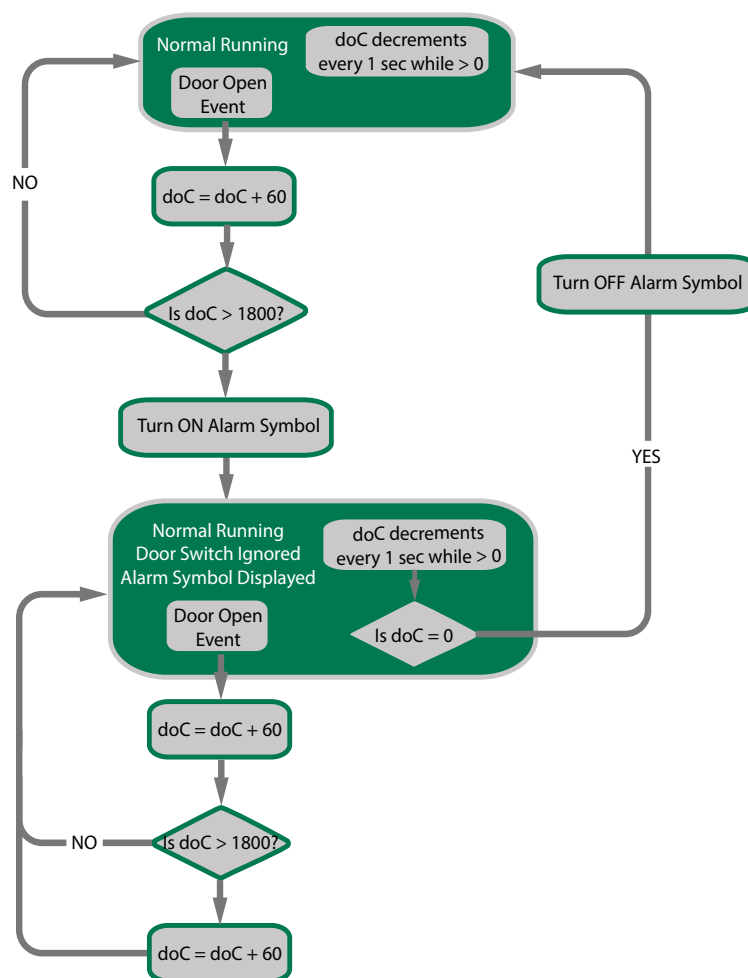 Normal Running
doC decrements
every 1 sec while > 0
Door Open
Event
NO
doC = doC + 60
Is doC > 1800?
Turn OFF Alarm Symbol
Turn ON Alarm Symbol
YES
Normal Running
Door Switch Ignored
Alarm Symbol Displayed
doC decrements
every 1 sec while > 0
Door Open
Event
Is doC = 0
doC = doC + 60
NO
Is doC > 1800?
doC = doC + 60